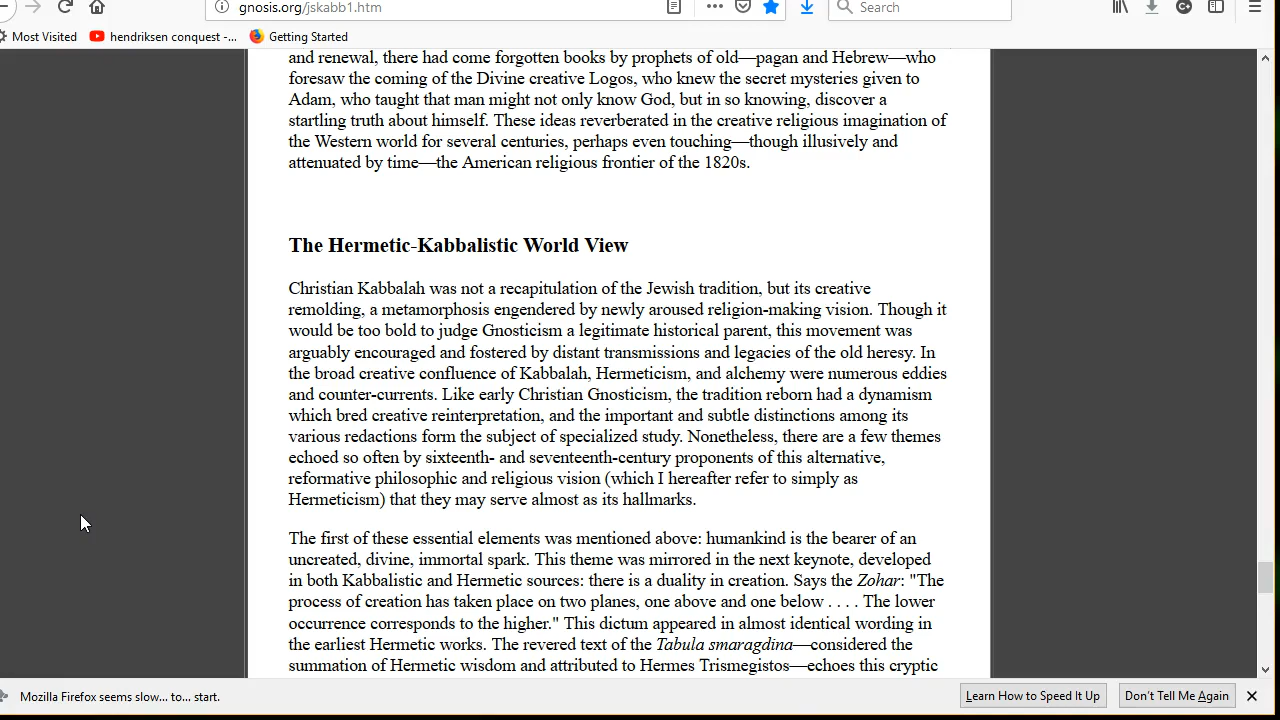 gnosis.org/jskabb1.htm
Search
Most Visited
hendriksen conquest -...
Getting Started
and renewal, there had come forgotten books by prophets of old—pagan and Hebrew—who
foresaw the coming of the Divine creative Logos, who knew the secret mysteries given to
Adam, who taught that man might not only know God, but in so knowing, discover a
startling truth about himself. These ideas reverberated in the creative religious imagination of
the Western world for several centuries, perhaps even touching—though illusively and
attenuated by time—the American religious frontier of the 1820s.
The Hermetic-Kabbalistic World View
Christian Kabbalah was not a recapitulation of the Jewish tradition, but its creative
remolding, a metamorphosis engendered by newly aroused religion-making vision. Though it
would be too bold to judge Gnosticism a legitimate historical parent, this movement was
arguably encouraged and fostered by distant transmissions and legacies of the old heresy. In
the broad creative confluence of Kabbalah, Hermeticism, and alchemy were numerous eddies
and counter-currents. Like early Christian Gnosticism, the tradition reborn had a dynamism
which bred creative reinterpretation, and the important and subtle distinctions among its
various redactions form the subject of specialized study. Nonetheless, there are a few themes
echoed so often by sixteenth- and seventeenth-century proponents of this alternative,
reformative philosophic and religious vision (which I hereafter refer to simply as
Hermeticism) that they may serve almost as its hallmarks.
The first of these essential elements was mentioned above: humankind is the bearer of an
uncreated, divine, immortal spark. This theme was mirrored in the next keynote, developed
in both Kabbalistic and Hermetic sources: there is a duality in creation. Says the Zohar: "The
process of creation has taken place on two planes, one above and one below . . . . The lower
occurrence corresponds to the higher." This dictum appeared in almost identical wording in
the earliest Hermetic works. The revered text of the Tabula smaragdina—considered the
summation of Hermetic wisdom and attributed to Hermes Trismegistos—echoes this cryptic
Mozilla Firefox seems slow... to... start.
Learn How to Speed It Up
Don't Tell Me Again